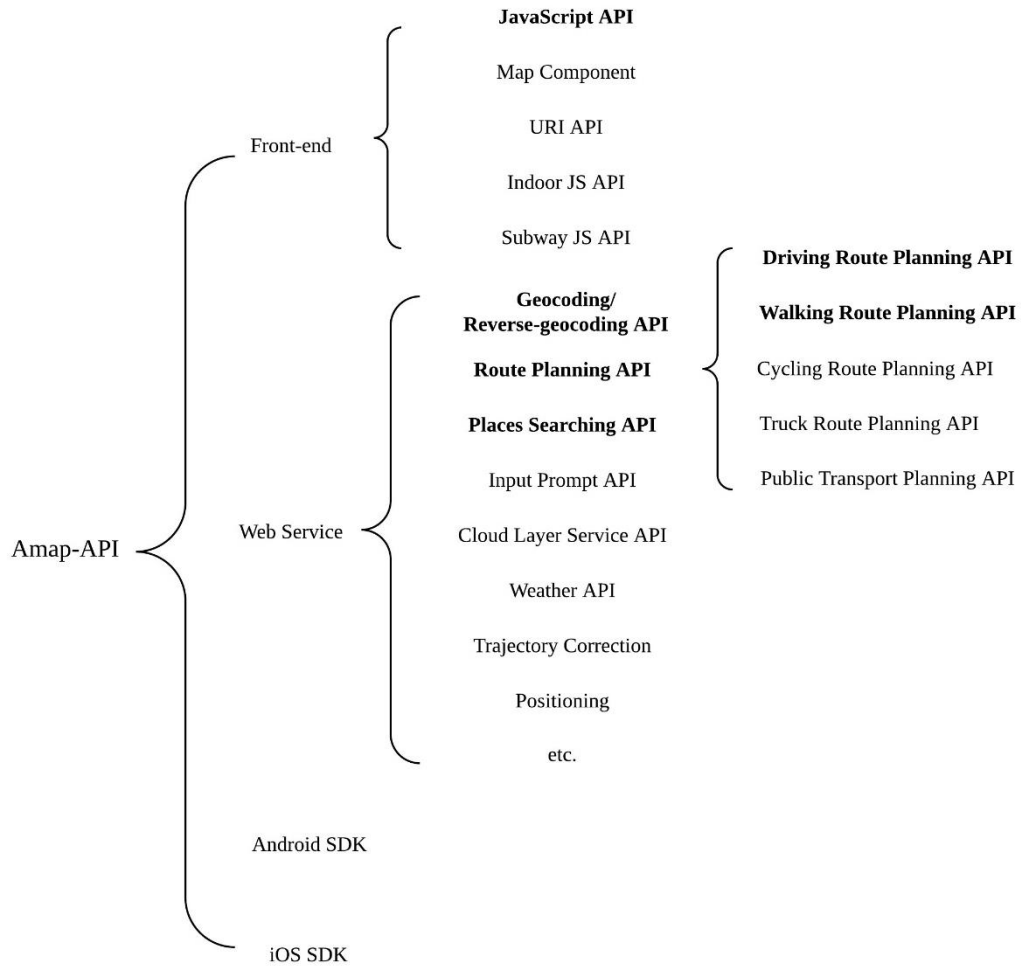 JavaScript API
Map Component
URI API
Front-end
Indoor JS API
Subway JS API
Geocoding/
Reverse-geocoding API
Route Planning API
Places Searching API
Input Prompt API
Cloud Layer Service API
Weather API
Trajectory Correction
Positioning
etc.
Driving Route Planning API
Walking Route Planning API
Cycling Route Planning API
Truck Route Planning API
Public Transport Planning API
Web Service
Amap-API
Android SDK
iOS SDK